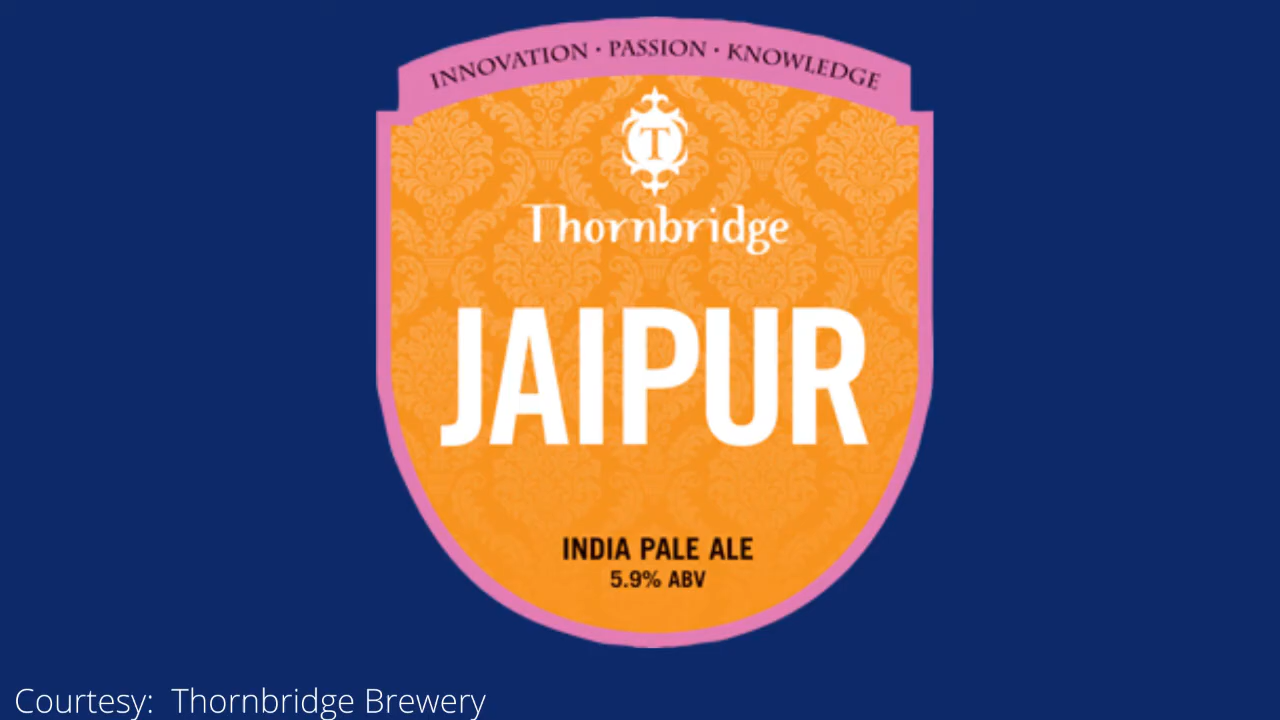 INNOVATION · PASSION · KNOWLEDGE
T
Thornbridge
JAIPUR
INDIA PALE ALE
5.9% ABV
Courtesy:  Thornbridge Brewery